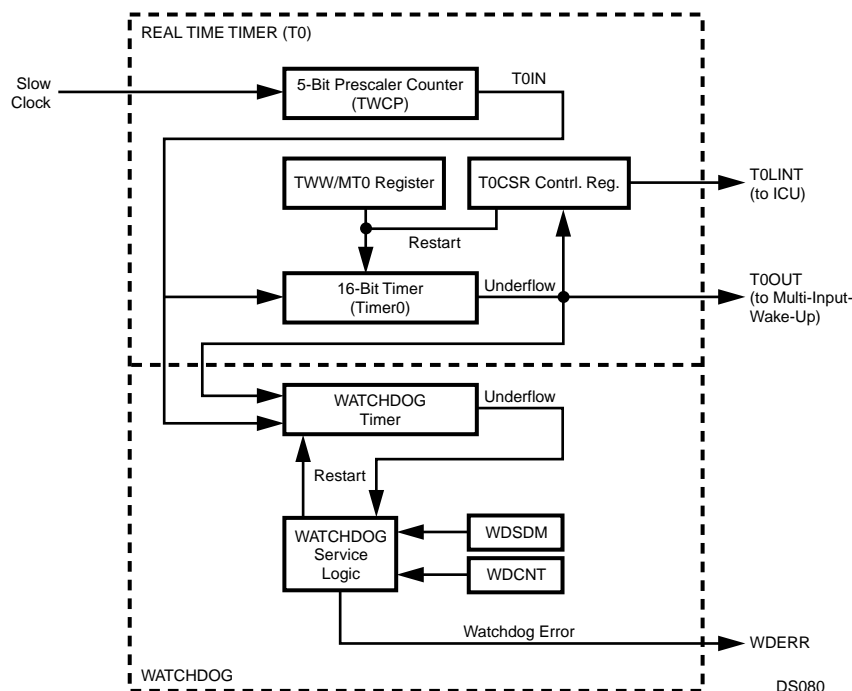 REAL TIME TIMER (T0)
Slow
Clock
5-Bit Prescaler Counter
(TWCP)
T0IN
TWW/MT0 Register
T0CSR Contrl. Reg.
T0LINT
(to ICU)
Restart
16-Bit Timer
(Timer0)
Underflow
T0OUT
(to Multi-Input-
Wake-Up)
WATCHDOG
Timer
Underflow
Restart
WATCHDOG
Service
Logic
WDSDM
WDCNT
Watchdog Error
WDERR
WATCHDOG
DS080